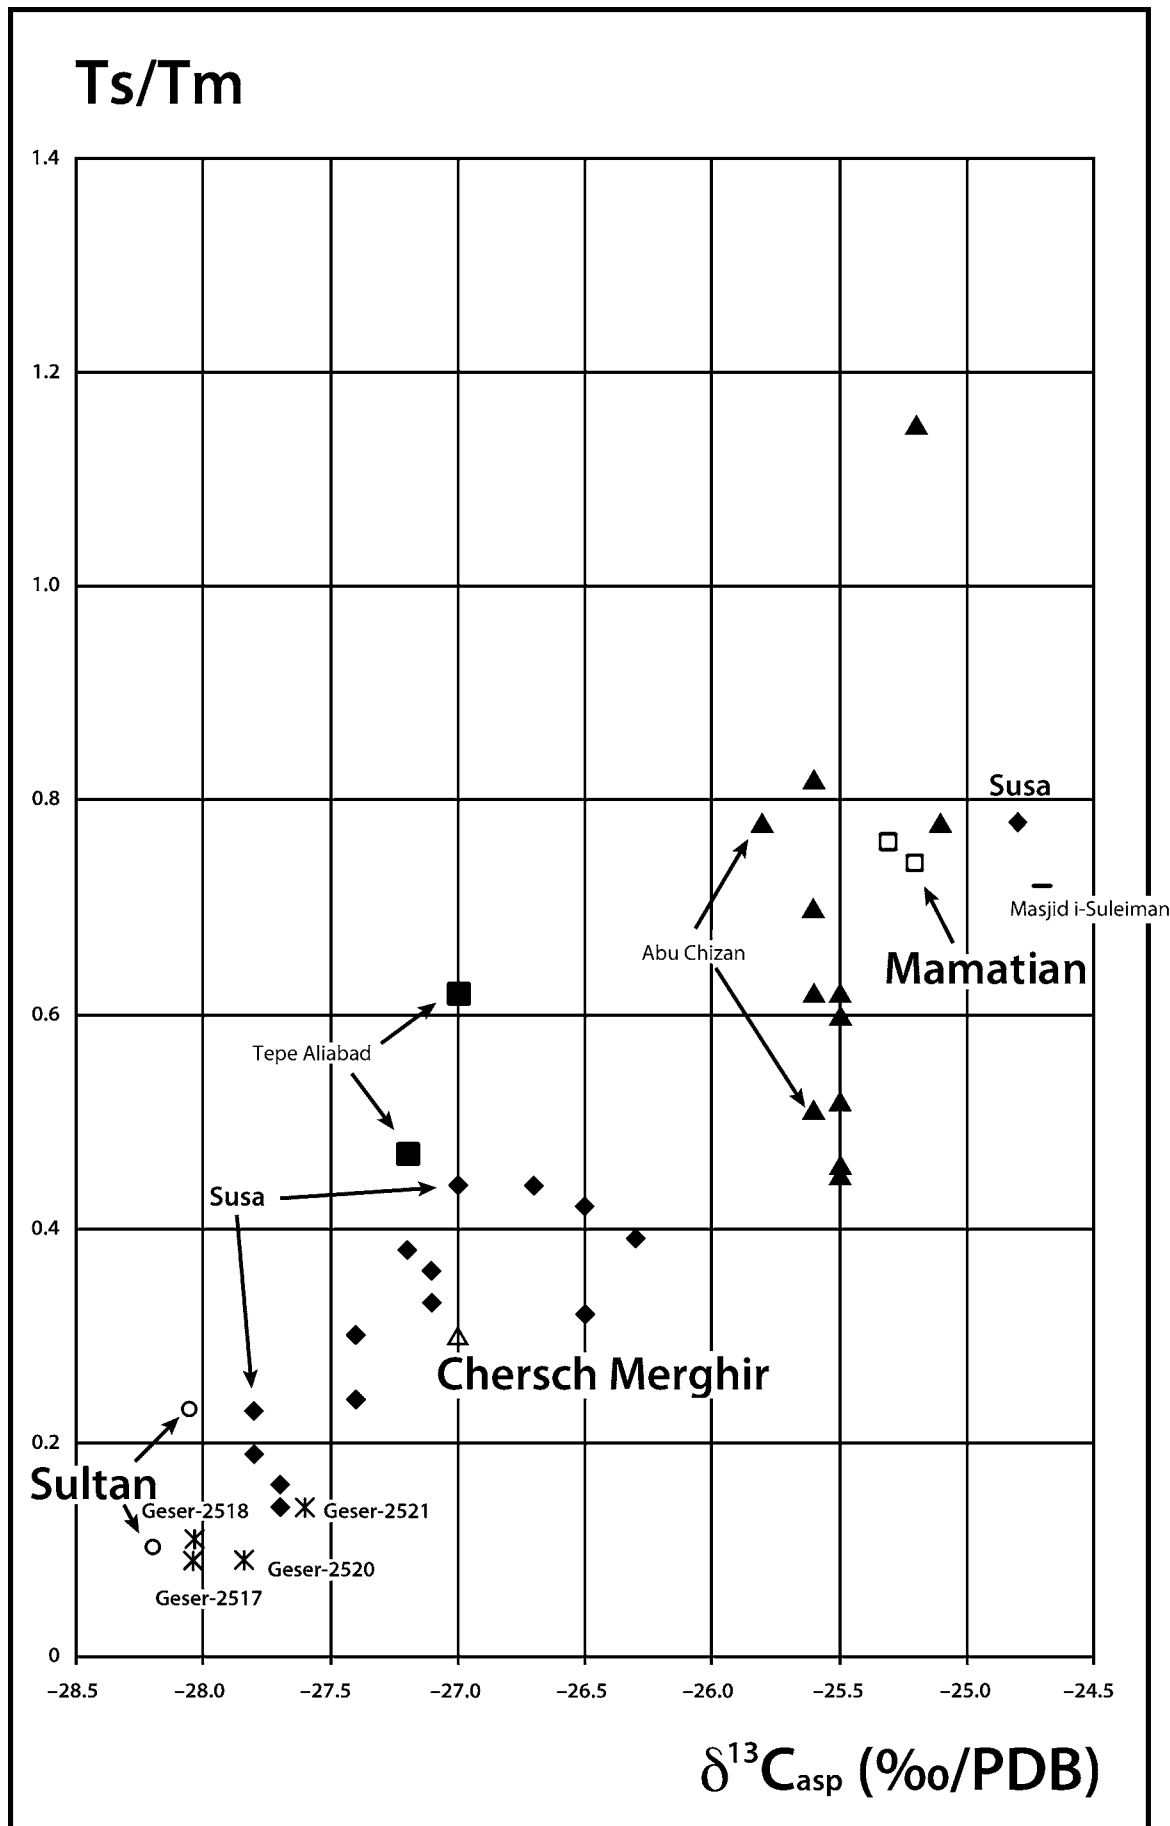 Ts/Tm
1.4
1.2
1.0
0.8
Susa
Masjid i-Suleiman
Abu Chizan
Mamatian
0.6
Tepe Aliabad
Susa
0.4
Chersch Merghir
0.2
Sultan
Geser-2518
Geser-2521
Geser-2520
Geser-2517
0
–28.5 –28.0 –27.5 –27.0 –26.5 –26.0 –25.5 –25.0 –24.5
δ¹³Casp (‰/PDB)